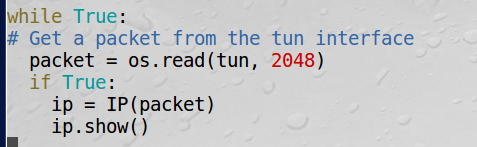 while True:
# Get a packet from the tun interface
  packet = os.read(tun, 2048)
  if True:
    ip = IP(packet)
    ip.show()